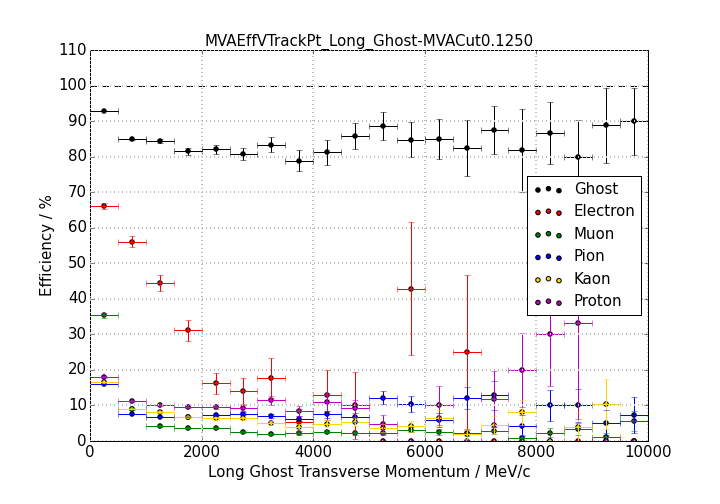 MVAEffVTrackPt_Long_Ghost-MVACut0.1250
110
100
90
80
70
60
50
40
30
20
10
0
Efficiency / %
Ghost
Electron
Muon
Pion
Kaon
Proton
0 2000 4000 6000 8000 10000
Long Ghost Transverse Momentum / MeV/c